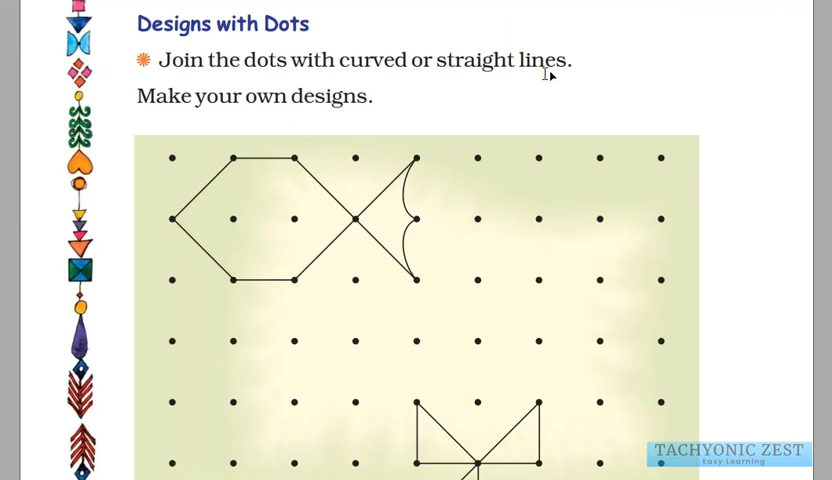 Designs with Dots
Join the dots with curved or straight lines.
Make your own designs.
TACHYONIC ZEST
Easy Learning